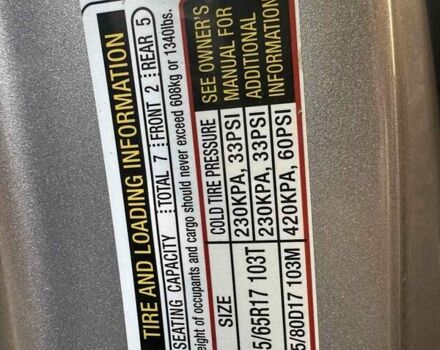 TIRE AND LOADING INFORMATION
SEATING CAPACITY TOTAL 7 FRONT 2 REAR 5
of occupants and cargo should never exceed 608kg or 1340lbs.
SIZE COLD TIRE PRESSURE SEE OWNER'S
5/65R17 103T 230KPA, 33PSI MANUAL FOR
230KPA, 33PSI ADDITIONAL
5/80D17 103M 420KPA, 60PSI INFORMATION